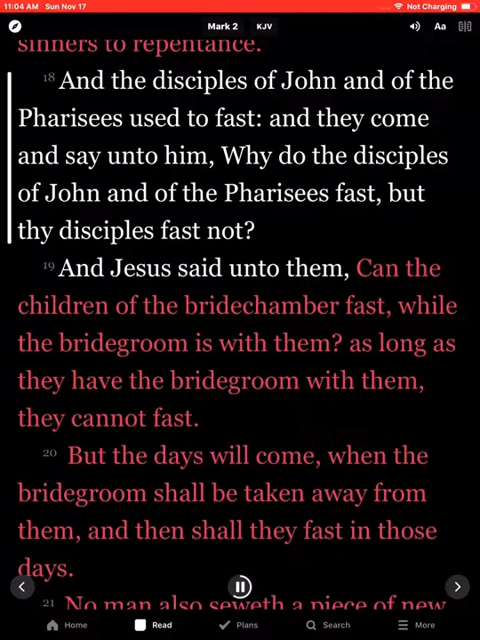 11:04 AM Sun Nov 17 Not Charging
Mark 2 KJV Aa
sinners to repentance.
18 And the disciples of John and of the
Pharisees used to fast: and they come
and say unto him, Why do the disciples
of John and of the Pharisees fast, but
thy disciples fast not?
19 And Jesus said unto them, Can the
children of the bridechamber fast, while
the bridegroom is with them? as long as
they have the bridegroom with them,
they cannot fast.
20 But the days will come, when the
bridegroom shall be taken away from
them, and then shall they fast in those
days.
21 No man also seweth a piece of new
Home Read Plans Search More